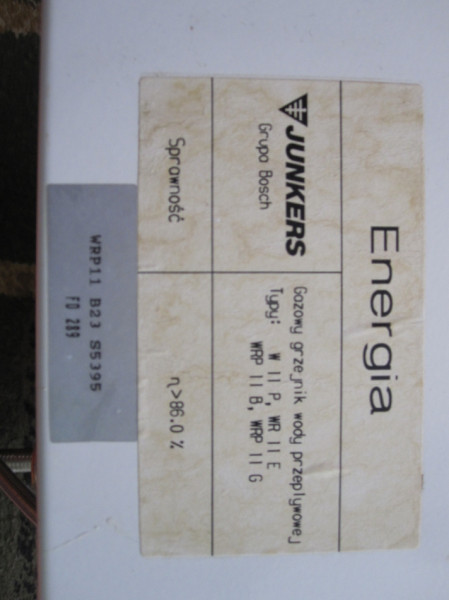 Energia
JUNKERS
Grupa Bosch
Gazowy grzejnik wody przepływowej
Typy: W 11 P, WR 11 E
WRP 11 B, WRP 11 G
Sprawność
η>86.0 %
WRP11 B23 S5395
FD 289